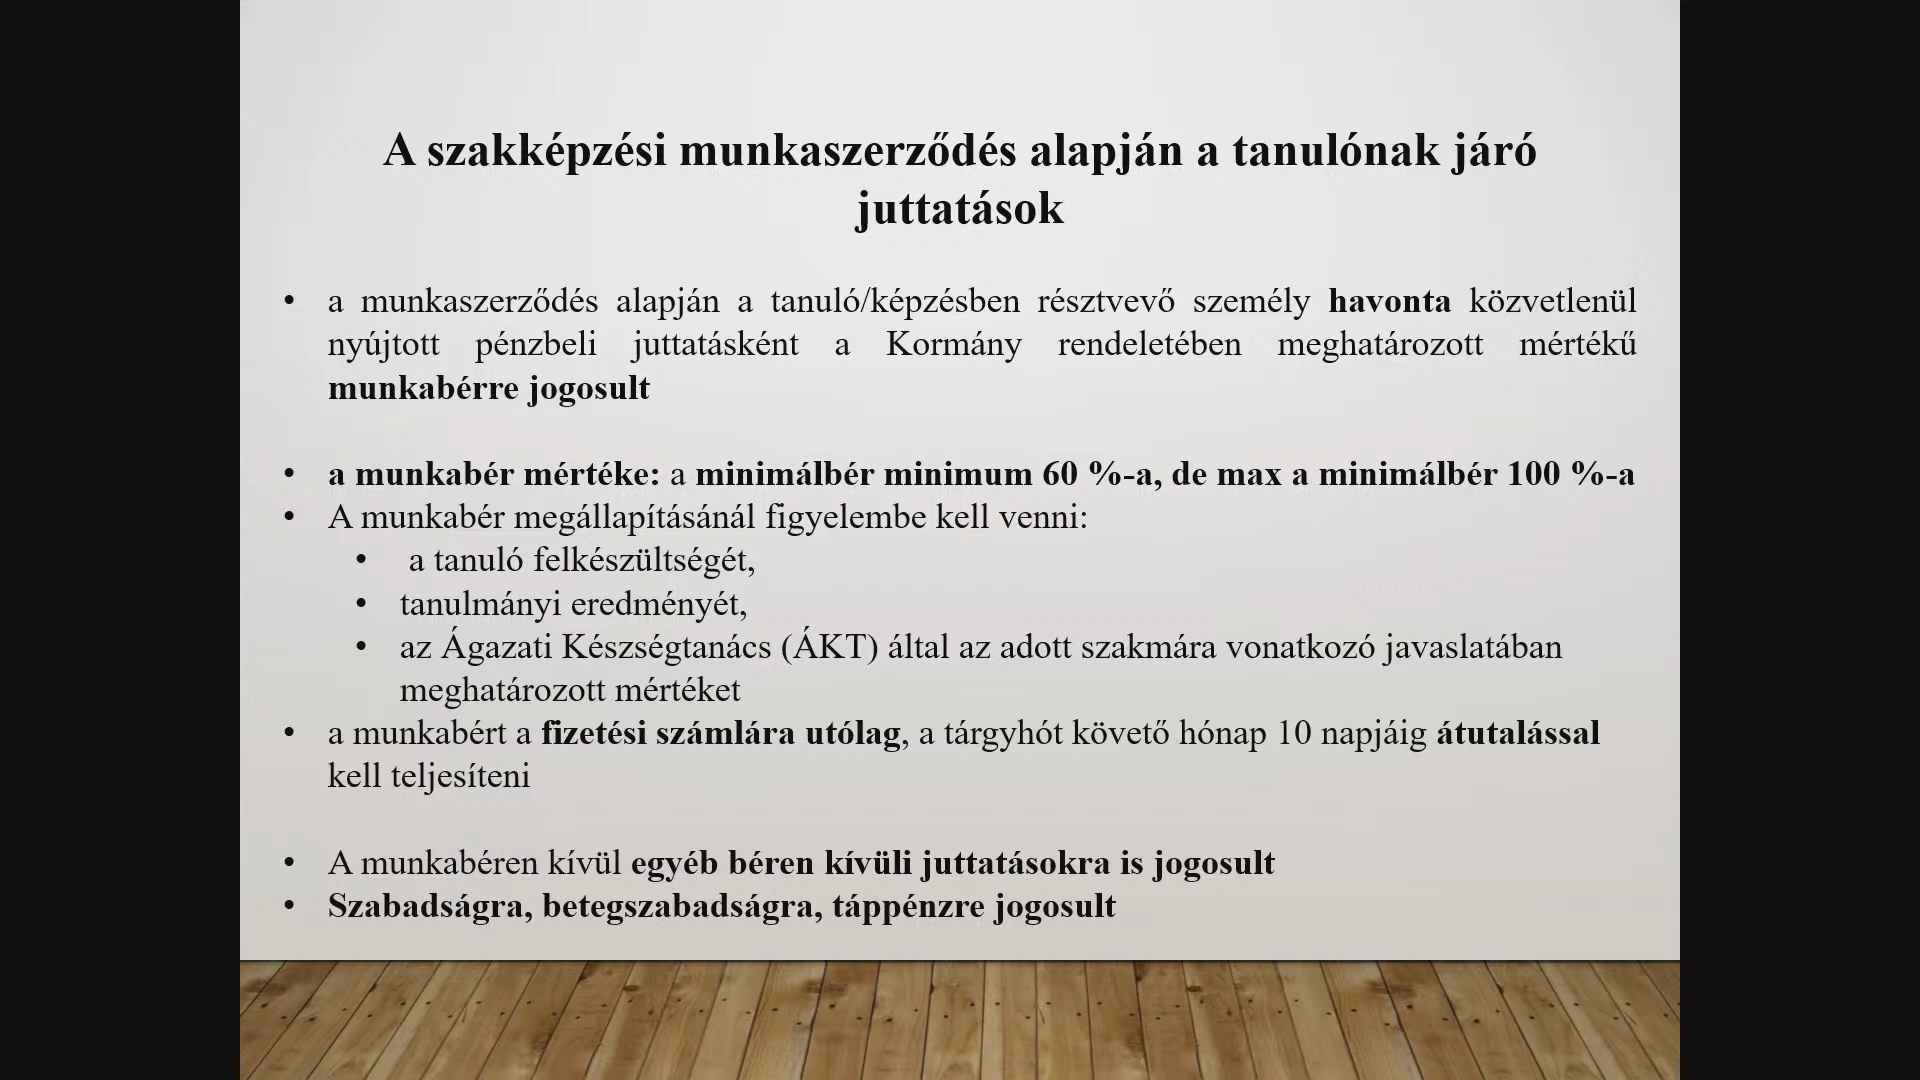 A szakképzési munkaszerződés alapján a tanulónak járó
juttatások
• a munkaszerződés alapján a tanuló/képzésben résztvevő személy havonta közvetlenül
nyújtott pénzbeli juttatásként a Kormány rendeletében meghatározott mértékű
munkabérre jogosult
• a munkabér mértéke: a minimálbér minimum 60 %-a, de max a minimálbér 100 %-a
• A munkabér megállapításánál figyelembe kell venni:
• a tanuló felkészültségét,
• tanulmányi eredményét,
• az Ágazati Készségtanács (ÁKT) által az adott szakmára vonatkozó javaslatában
meghatározott mértéket
• a munkabért a fizetési számlára utólag, a tárgyhót követő hónap 10 napjáig átutalással
kell teljesíteni
• A munkabéren kívül egyéb béren kívüli juttatásokra is jogosult
• Szabadságra, betegszabadságra, táppénzre jogosult